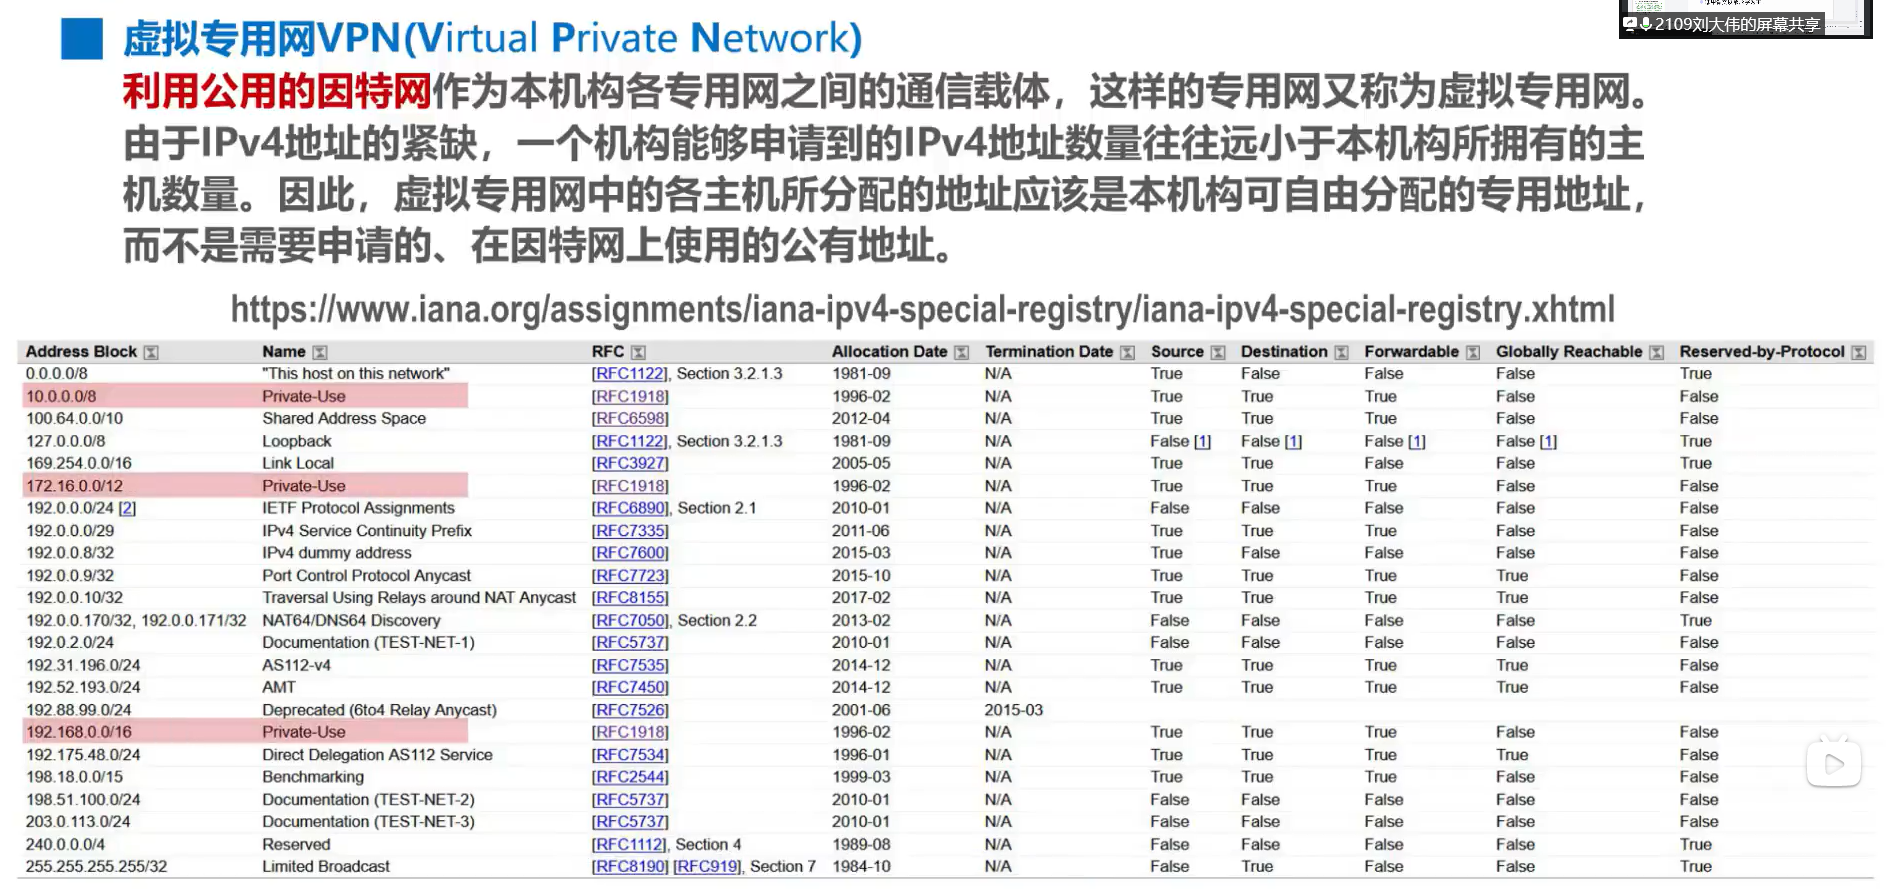 2109刘大伟的屏幕共享
虚拟专用网VPN(Virtual Private Network)
利用公用的因特网作为本机构各专用网之间的通信载体，这样的专用网又称为虚拟专用网。
由于IPv4地址的紧缺，一个机构能够申请到的IPv4地址数量往往远小于本机构所拥有的主
机数量。因此，虚拟专用网中的各主机所分配的地址应该是本机构可自由分配的专用地址，
而不是需要申请的、在因特网上使用的公有地址。
https://www.iana.org/assignments/iana-ipv4-special-registry/iana-ipv4-special-registry.xhtml
Address Block Name RFC Allocation Date Termination Date Source Destination Forwardable Globally Reachable Reserved-by-Protocol
0.0.0.0/8 "This host on this network" [RFC1122], Section 3.2.1.3 1981-09 N/A True False False False True
10.0.0.0/8 Private-Use [RFC1918] 1996-02 N/A True True True False False
100.64.0.0/10 Shared Address Space [RFC6598] 2012-04 N/A True True True False False
127.0.0.0/8 Loopback [RFC1122], Section 3.2.1.3 1981-09 N/A False [1] False [1] False [1] False [1] True
169.254.0.0/16 Link Local [RFC3927] 2005-05 N/A True True False False True
172.16.0.0/12 Private-Use [RFC1918] 1996-02 N/A True True True False False
192.0.0.0/24 [2] IETF Protocol Assignments [RFC6890], Section 2.1 2010-01 N/A False False False False False
192.0.0.0/29 IPv4 Service Continuity Prefix [RFC7335] 2011-06 N/A True True True False False
192.0.0.8/32 IPv4 dummy address [RFC7600] 2015-03 N/A True False False False False
192.0.0.9/32 Port Control Protocol Anycast [RFC7723] 2015-10 N/A True True True True False
192.0.0.10/32 Traversal Using Relays around NAT Anycast [RFC8155] 2017-02 N/A True True True True False
192.0.0.170/32, 192.0.0.171/32 NAT64/DNS64 Discovery [RFC7050], Section 2.2 2013-02 N/A False False False False True
192.0.2.0/24 Documentation (TEST-NET-1) [RFC5737] 2010-01 N/A False False False False False
192.31.196.0/24 AS112-v4 [RFC7535] 2014-12 N/A True True True True False
192.52.193.0/24 AMT [RFC7450] 2014-12 N/A True True True True False
192.88.99.0/24 Deprecated (6to4 Relay Anycast) [RFC7526] 2001-06 2015-03
192.168.0.0/16 Private-Use [RFC1918] 1996-02 N/A True True True False False
192.175.48.0/24 Direct Delegation AS112 Service [RFC7534] 1996-01 N/A True True True True False
198.18.0.0/15 Benchmarking [RFC2544] 1999-03 N/A True True True False False
198.51.100.0/24 Documentation (TEST-NET-2) [RFC5737] 2010-01 N/A False False False False False
203.0.113.0/24 Documentation (TEST-NET-3) [RFC5737] 2010-01 N/A False False False False False
240.0.0.0/4 Reserved [RFC1112], Section 4 1989-08 N/A False False False False True
255.255.255.255/32 Limited Broadcast [RFC8190] [RFC919], Section 7 1984-10 N/A False True False False True